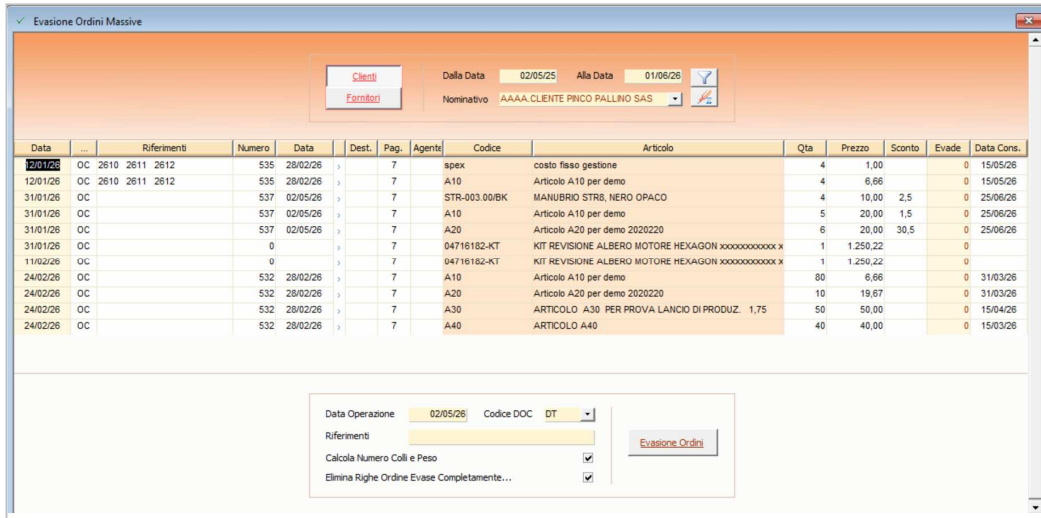 Evasione Ordini Massive
Clienti Dalla Data 02/05/25 Alla Data 01/06/26
Fornitori Nominativo AAAA.CLIENTE PINCO PALLINO SAS
Data ... Riferimenti Numero Data Dest. Pag. Agente Codice Articolo Qta Prezzo Sconto Evade Data Cons.
12/01/26 OC 2610 2611 2612 535 28/02/26 7 spex costo fisso gestione 4 1,00 0 15/05/26
12/01/26 OC 2610 2611 2612 535 28/02/26 7 A10 Articolo A10 per demo 4 6,66 0 15/05/26
31/01/26 OC 537 02/05/26 7 STR-003.00/BK MANUBRIO STR8, NERO OPACO 4 10,00 2,5 0 25/06/26
31/01/26 OC 537 02/05/26 7 A10 Articolo A10 per demo 5 20,00 1,5 0 25/06/26
31/01/26 OC 537 02/05/26 7 A20 Articolo A20 per demo 2020220 6 20,00 30,5 0 25/06/26
31/01/26 OC 0 7 04716182-KT KIT REVISIONE ALBERO MOTORE HEXAGON xxxxxxxxxxx x 1 1.250,22 0
11/02/26 OC 0 7 04716182-KT KIT REVISIONE ALBERO MOTORE HEXAGON xxxxxxxxxxx x 1 1.250,22 0
24/02/26 OC 532 28/02/26 7 A10 Articolo A10 per demo 80 6,66 0 31/03/26
24/02/26 OC 532 28/02/26 7 A20 Articolo A20 per demo 2020220 10 19,67 0 31/03/26
24/02/26 OC 532 28/02/26 7 A30 ARTICOLO A30 PER PROVA LANCIO DI PRODUZ. 1,75 50 50,00 0 15/04/26
24/02/26 OC 532 28/02/26 7 A40 ARTICOLO A40 40 40,00 0 15/03/26
Data Operazione 02/05/26 Codice DOC DT
Riferimenti
Evasione Ordini
Calcola Numero Colli e Peso
Elimina Righe Ordine Evase Completamente...